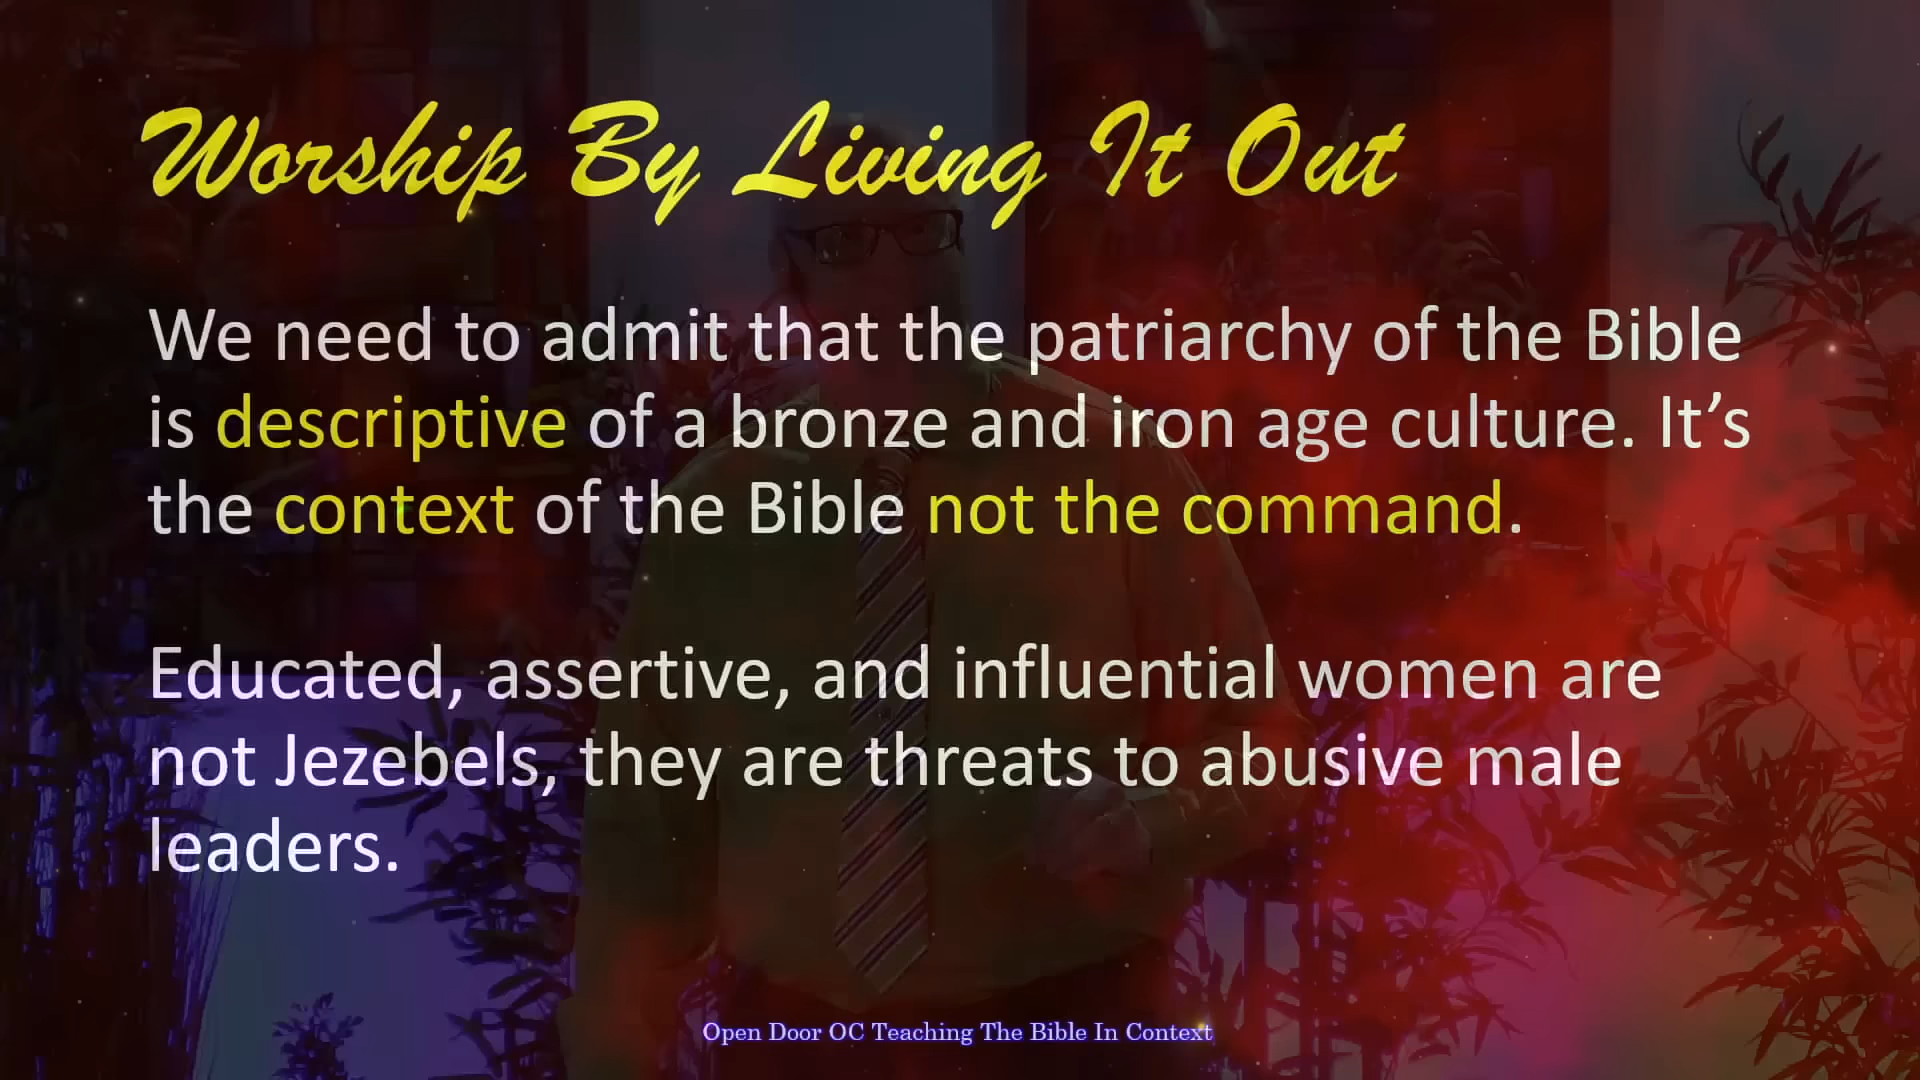 Worship By Living It Out
We need to admit that the patriarchy of the Bible
is descriptive of a bronze and iron age culture. It’s
the context of the Bible not the command.
Educated, assertive, and influential women are
not Jezebels, they are threats to abusive male
leaders.
Open Door OC Teaching The Bible In Context